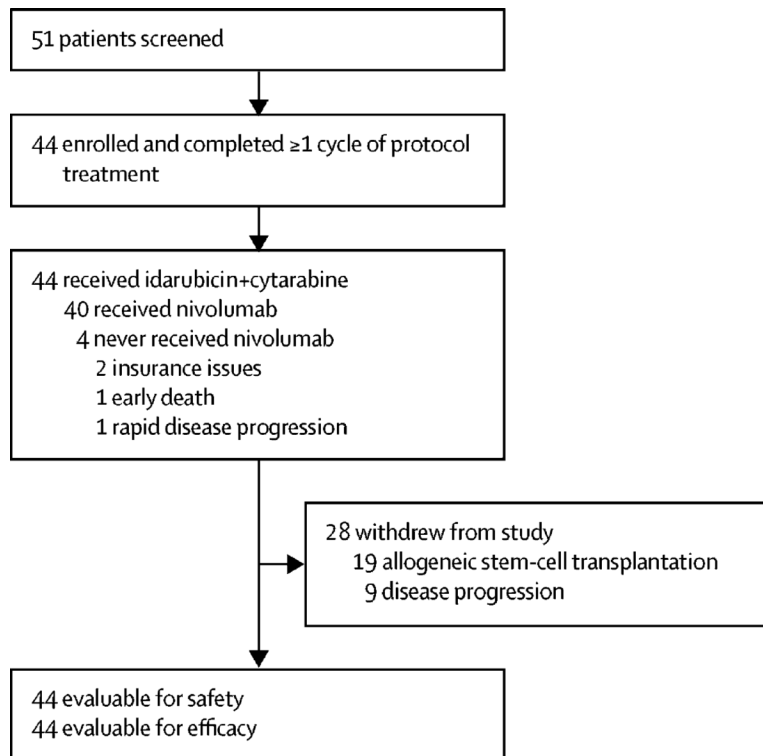 51 patients screened
44 enrolled and completed ≥1 cycle of protocol
treatment
44 received idarubicin+cytarabine
40 received nivolumab
4 never received nivolumab
2 insurance issues
1 early death
1 rapid disease progression
28 withdrew from study
19 allogeneic stem-cell transplantation
9 disease progression
44 evaluable for safety
44 evaluable for efficacy